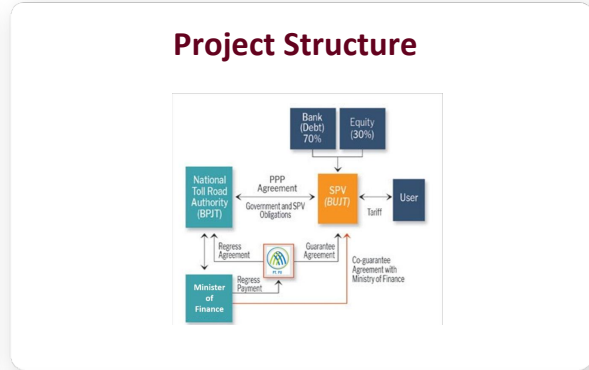 Project Structure
Bank
(Debt)
70%
Equity
(30%)
National
Toll Road
Authority
(BPJT)
PPP
Agreement
Government and SPV
Obligations
SPV
(BUJT)
Tariff
User
Regress
Agreement
Guarantee
Agreement
Regress
Payment
Co-guarantee
Agreement with
Ministry of Finance
Minister
of
Finance